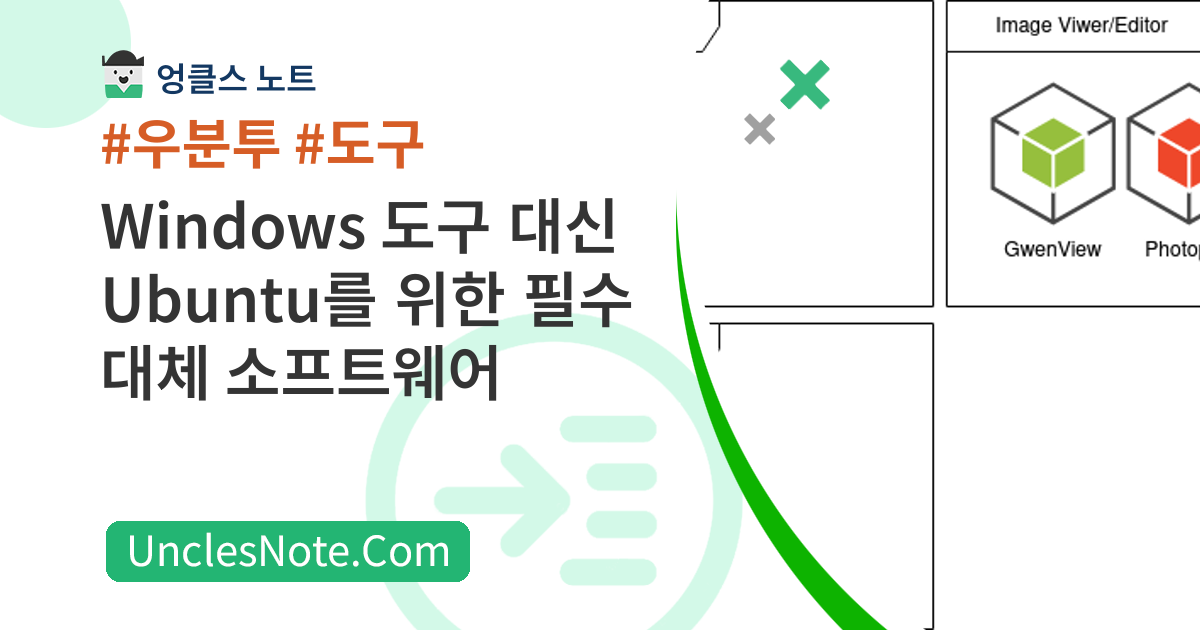 엉클스 노트
#우분투 #도구
Windows 도구 대신
Ubuntu를 위한 필수
대체 소프트웨어
UnclesNote.Com
Image Viwer/Editor
GwenView